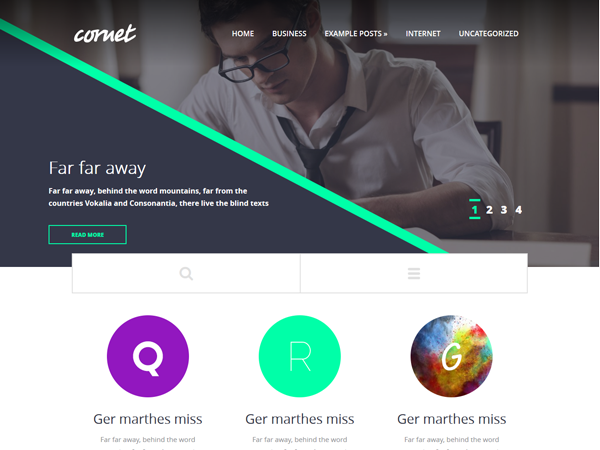 cornet
HOME BUSINESS EXAMPLE POSTS » INTERNET UNCATEGORIZED
Far far away
Far far away, behind the word mountains, far from the
countries Vokalia and Consonantia, there live the blind texts
READ MORE
1 2 3 4
Q R G
Ger marthes miss Ger marthes miss Ger marthes miss
Far far away, behind the word Far far away, behind the word Far far away, behind the word